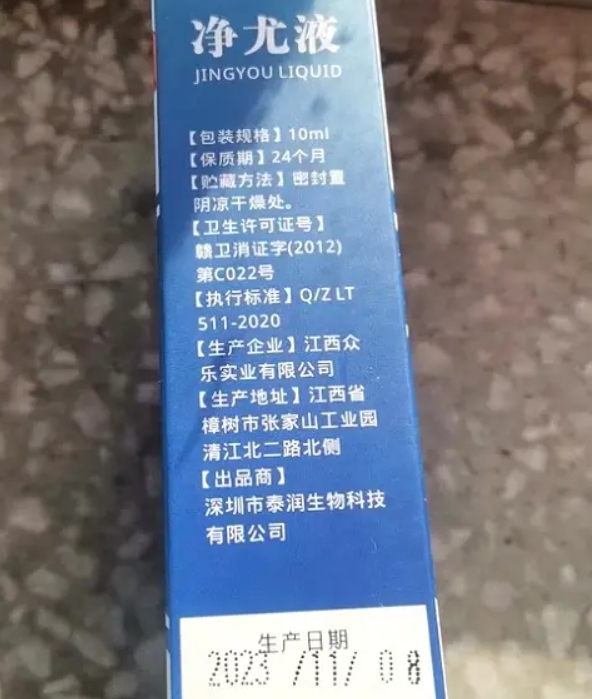 净尤液
JINGYOU LIQUID
【包装规格】10ml
【保质期】24个月
【贮藏方法】密封置
阴凉干燥处。
【卫生许可证号】
赣卫消证字(2012)
第C022号
【执行标准】Q/Z LT
511-2020
【生产企业】江西众
乐实业有限公司
【生产地址】江西省
樟树市张家山工业园
清江北二路北侧
【出品商】
深圳市泰润生物科技
有限公司
生产日期
2023/11/08